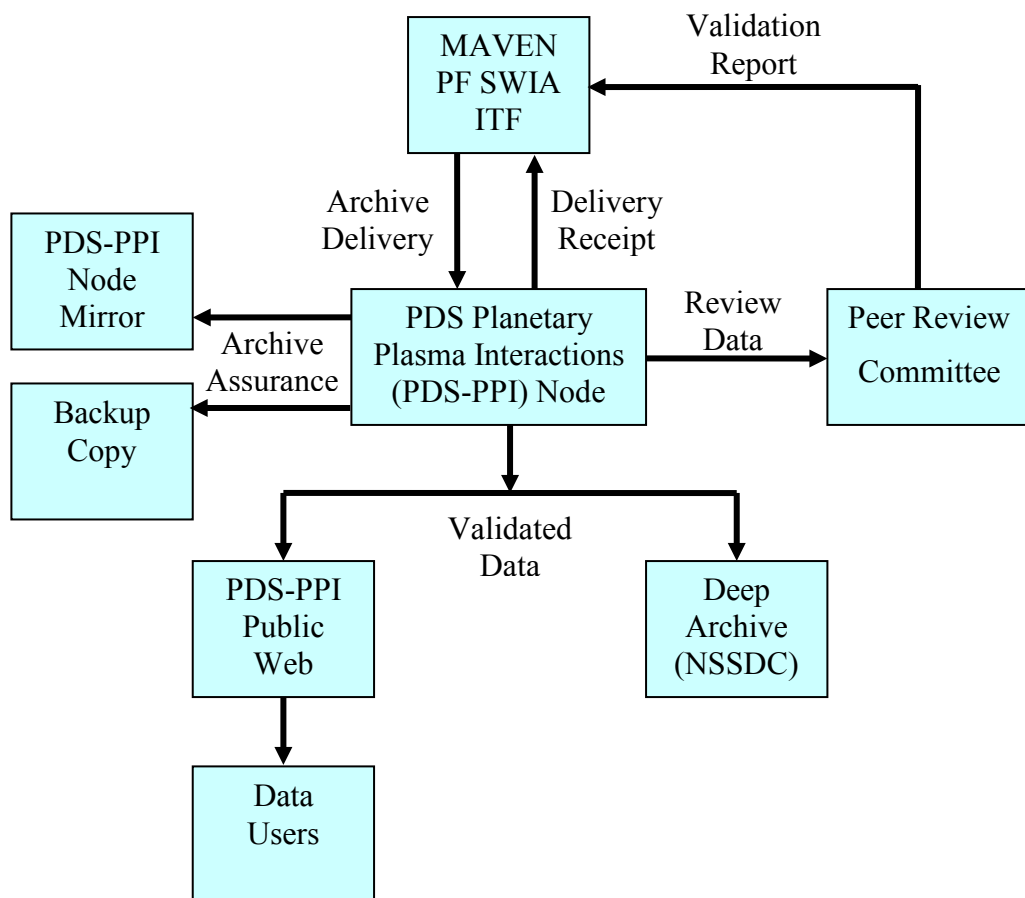 MAVEN
PF SWIA
ITF
Validation
Report
Archive
Delivery
Delivery
Receipt
PDS-PPI
Node
Mirror
PDS Planetary
Plasma Interactions
(PDS-PPI) Node
Review
Data
Peer Review
Committee
Archive
Assurance
Backup
Copy
Validated
Data
PDS-PPI
Public
Web
Deep
Archive
(NSSDC)
Data
Users